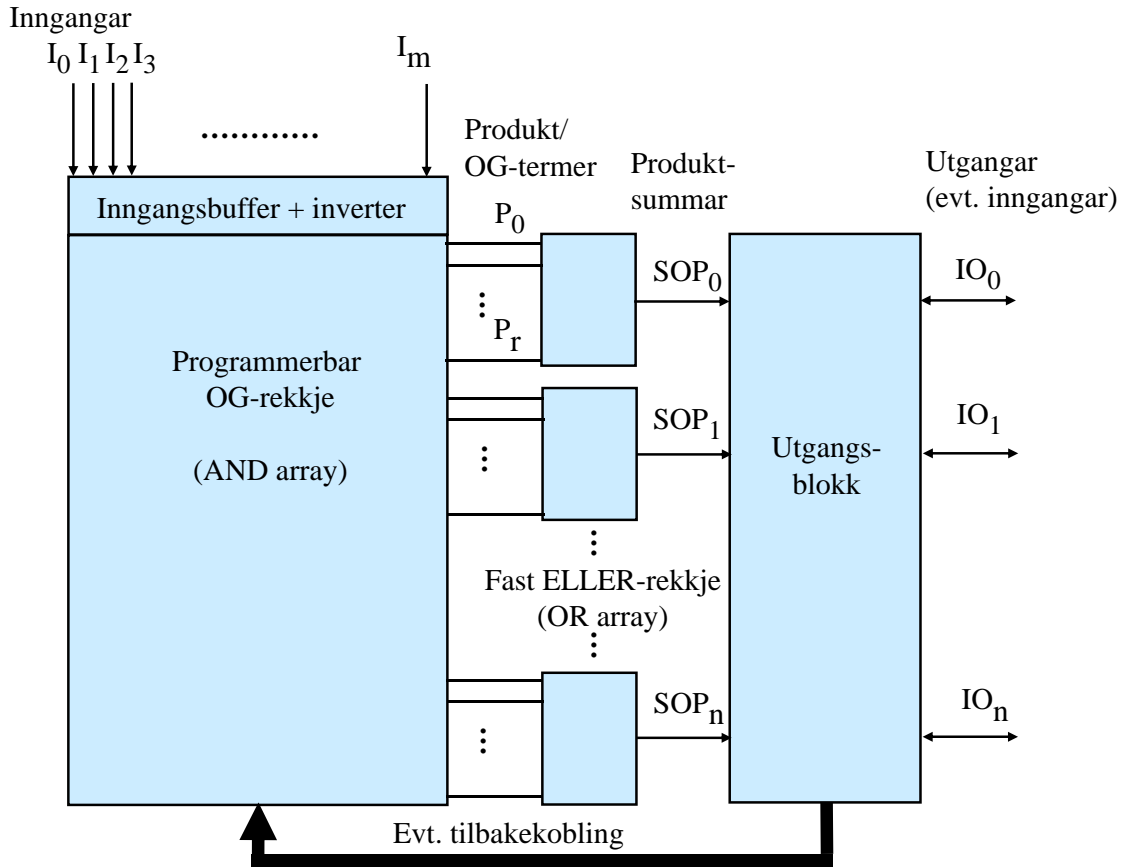 Inngangar
I0 I1 I2 I3
Im
............
Produkt/
OG-termer
Produkt-
summar
Utgangar
(evt. inngangar)
Inngangsbuffer + inverter
P0
...
Pr
SOP0
IO0
Programmerbar
OG-rekkje
(AND array)
...
SOP1
IO1
Utgangs-
blokk
...
Fast ELLER-rekkje
(OR array)
...
...
SOPn
IOn
Evt. tilbakekobling